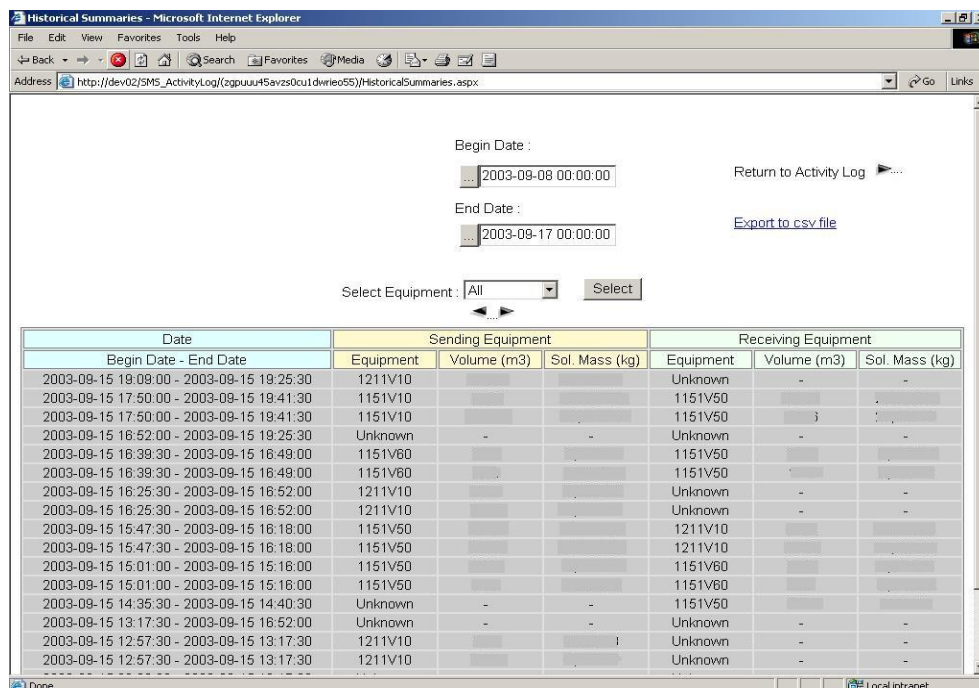 Historical Summaries - Microsoft Internet Explorer
File Edit View Favorites Tools Help
Back Search Favorites Media
Address http://dev02/SMS_ActivityLog/(zgpuuu45avzs0cu1dwrieo55)/HistoricalSummaries.aspx Go Links
Begin Date :
... 2003-09-08 00:00:00
Return to Activity Log ....
End Date :
... 2003-09-17 00:00:00
Export to csv file
Select Equipment : All Select
....
Date Sending Equipment Receiving Equipment
Begin Date - End Date Equipment Volume (m3) Sol. Mass (kg) Equipment Volume (m3) Sol. Mass (kg)
2003-09-15 19:09:00 - 2003-09-15 19:25:30 1211V10 Unknown - -
2003-09-15 17:50:00 - 2003-09-15 19:41:30 1151V10 1151V50
2003-09-15 17:50:00 - 2003-09-15 19:41:30 1151V10 1151V50
2003-09-15 16:52:00 - 2003-09-15 19:25:30 Unknown - - Unknown - -
2003-09-15 16:39:30 - 2003-09-15 16:49:00 1151V60 1151V50
2003-09-15 16:39:30 - 2003-09-15 16:49:00 1151V60 1151V50
2003-09-15 16:25:30 - 2003-09-15 16:52:00 1211V10 Unknown - -
2003-09-15 16:25:30 - 2003-09-15 16:52:00 1211V10 Unknown - -
2003-09-15 15:47:30 - 2003-09-15 16:18:00 1151V50 1211V10
2003-09-15 15:47:30 - 2003-09-15 16:18:00 1151V50 1211V10
2003-09-15 15:01:00 - 2003-09-15 15:16:00 1151V50 1151V60
2003-09-15 15:01:00 - 2003-09-15 15:16:00 1151V50 1151V60
2003-09-15 14:35:30 - 2003-09-15 14:40:30 Unknown - - 1151V50
2003-09-15 13:17:30 - 2003-09-15 16:52:00 Unknown - - Unknown - -
2003-09-15 12:57:30 - 2003-09-15 13:17:30 1211V10 Unknown - -
2003-09-15 12:57:30 - 2003-09-15 13:17:30 1211V10 Unknown - -
Done Local intranet